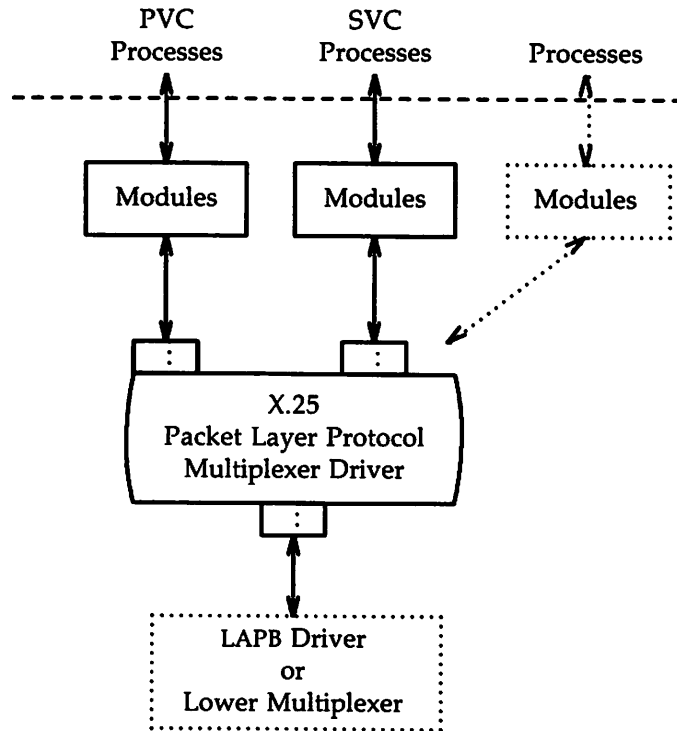 PVC
Processes
SVC
Processes
Processes
Modules
Modules
Modules
X.25
Packet Layer Protocol
Multiplexer Driver
LAPB Driver
or
Lower Multiplexer